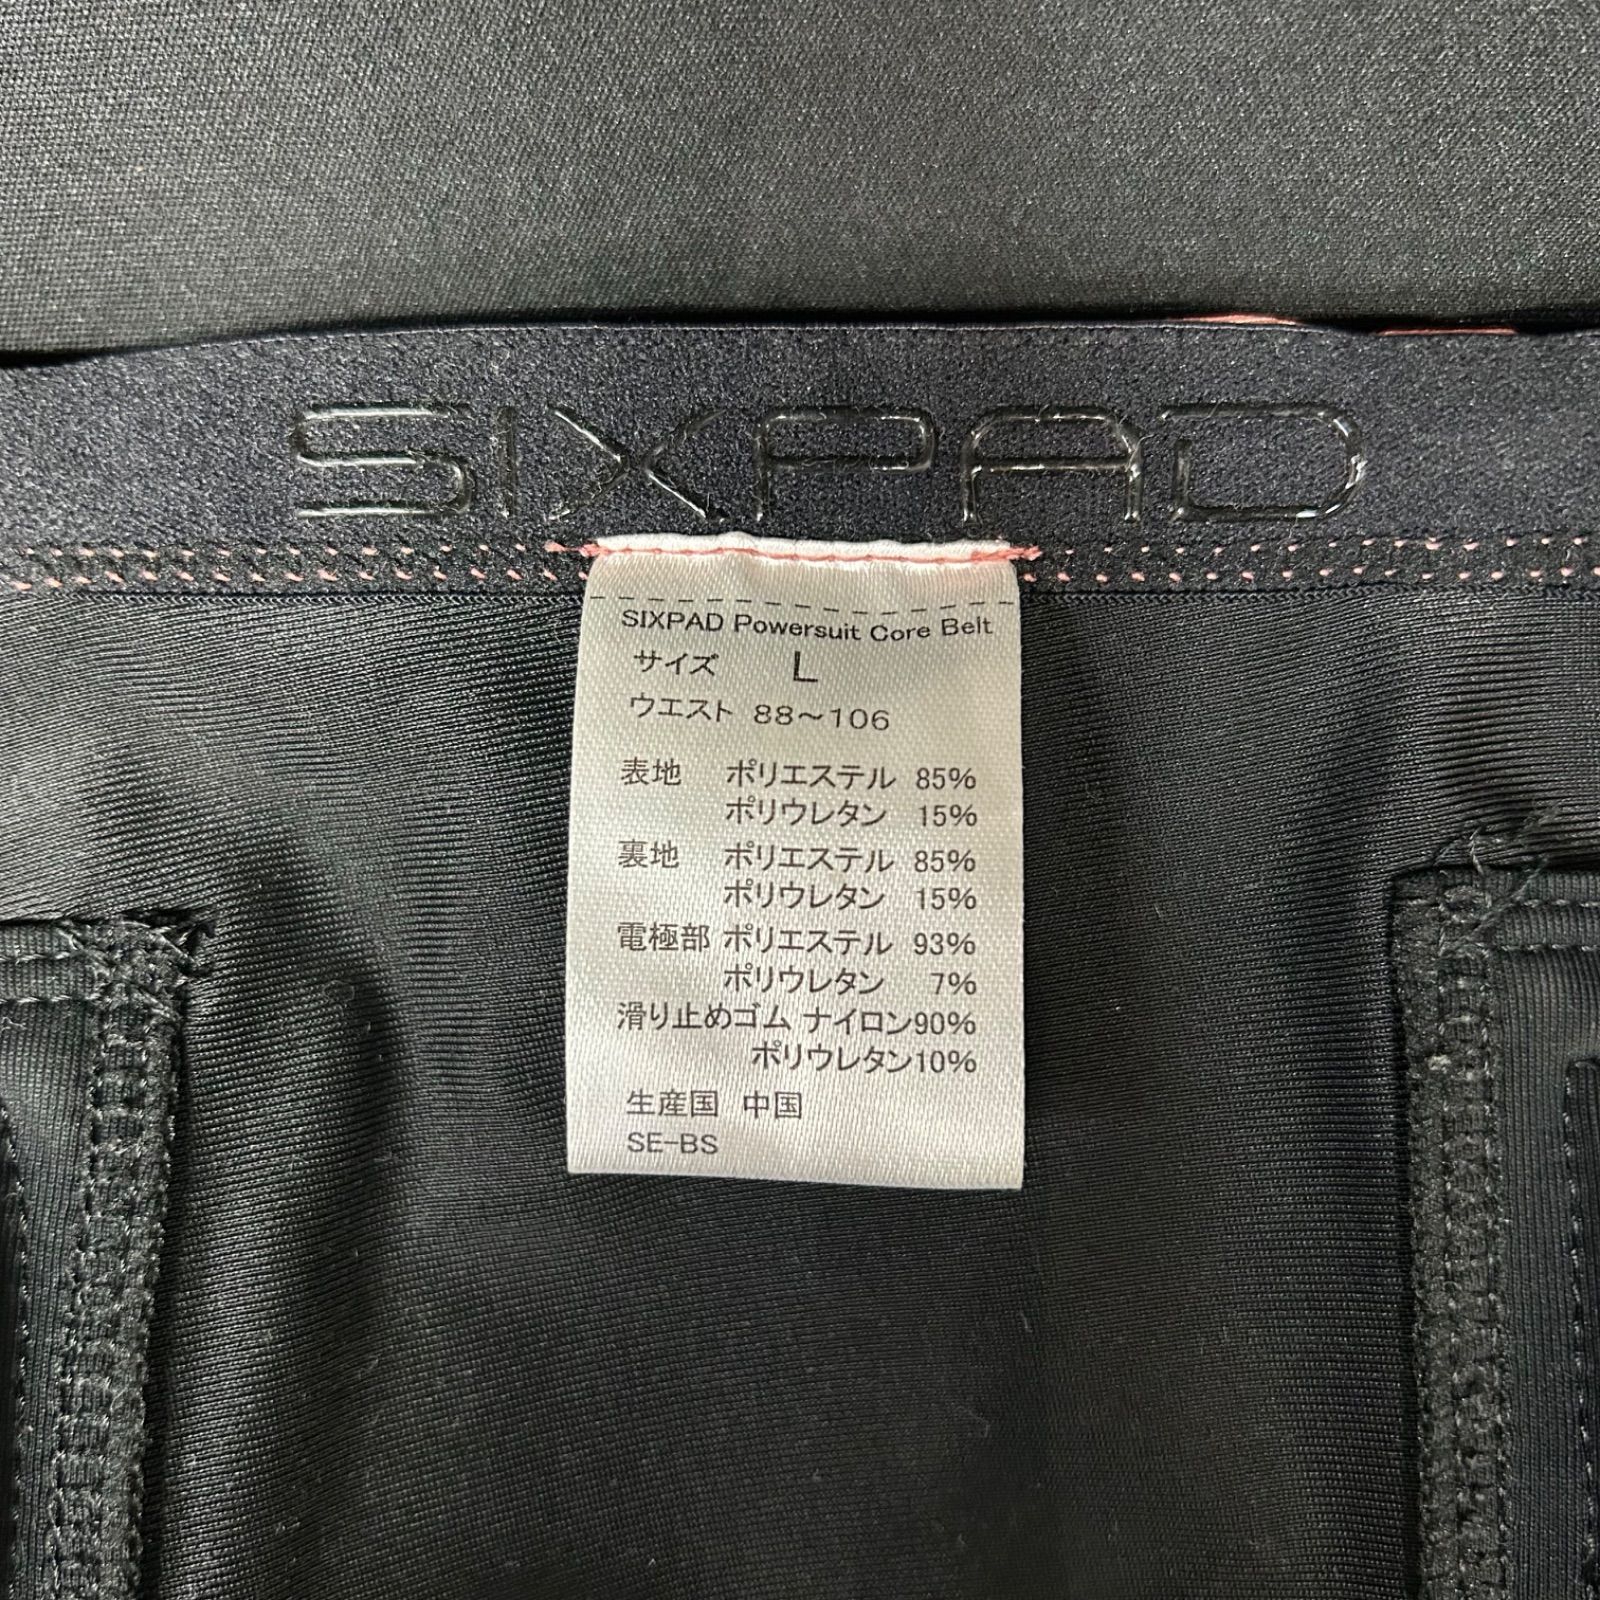 SIXPAD
SIXPAD Powersuit Core Belt
サイズ L
ウエスト 88～106
表地 ポリエステル 85%
ポリウレタン 15%
裏地 ポリエステル 85%
ポリウレタン 15%
電極部 ポリエステル 93%
ポリウレタン 7%
滑り止めゴム ナイロン90%
ポリウレタン10%
生産国 中国
SE-BS